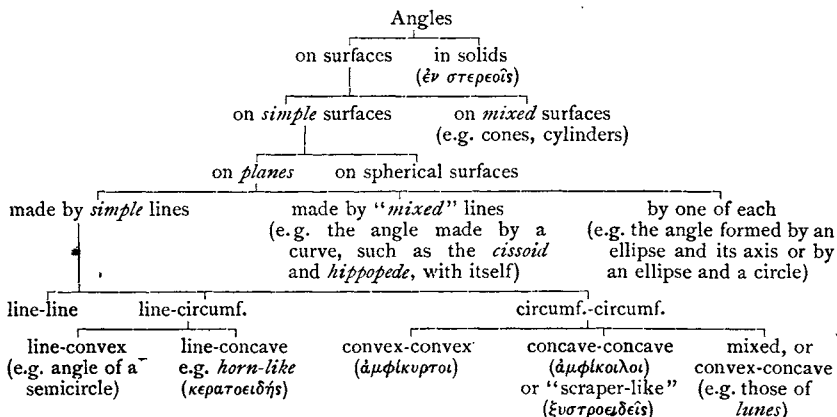 Angles
on surfaces in solids
(ἐν στερεοῖς)
on simple surfaces on mixed surfaces
(e.g. cones, cylinders)
on planes on spherical surfaces
made by simple lines made by "mixed" lines by one of each
(e.g. the angle made by a (e.g. the angle formed by an
curve, such as the cissoid ellipse and its axis or by
and hippopede, with itself) an ellipse and a circle)
line-line line-circumf. circumf.-circumf.
line-convex line-concave convex-convex concave-concave mixed, or
(e.g. angle of a e.g. horn-like (ἀμφίκυρτοι) (ἀμφίκοιλοι) convex-concave
semicircle) (κερατοειδής) or "scraper-like" (e.g. those of
(ξυστροειδεῖς) lunes)